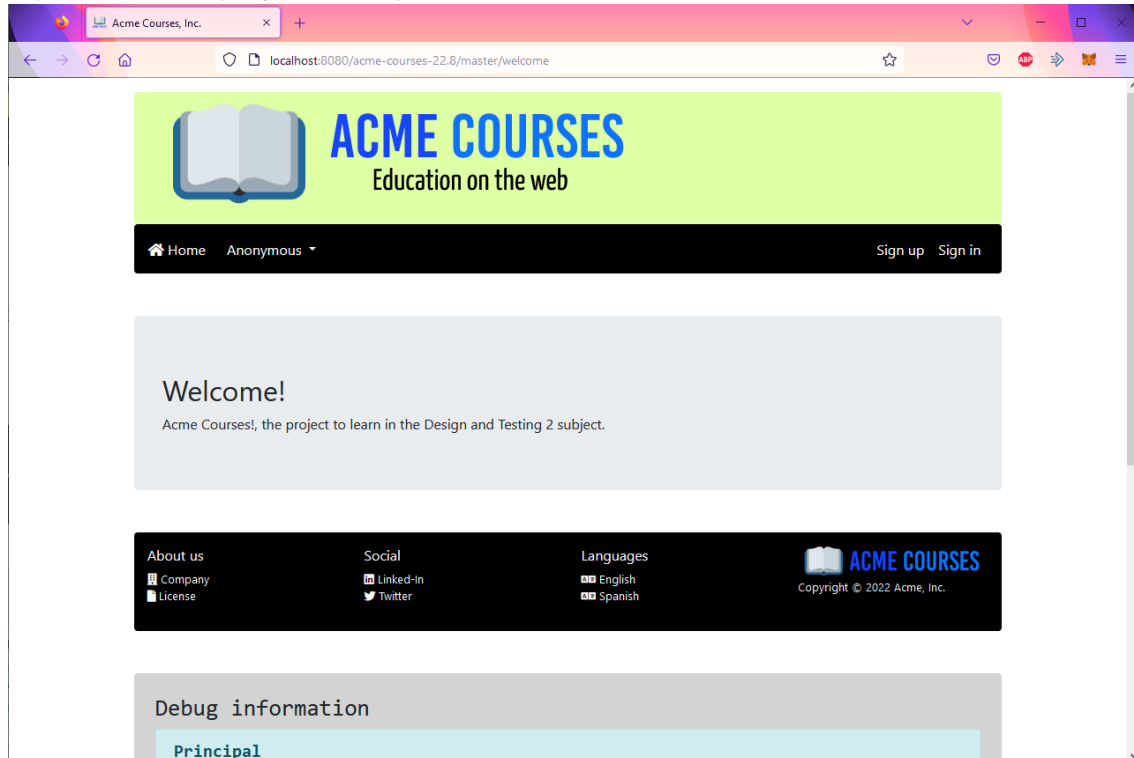 Acme Courses, Inc.
localhost:8080/acme-courses-22.8/master/welcome
ABP
ACME COURSES
Education on the web
Home Anonymous Sign up Sign in
Welcome!
Acme Courses!, the project to learn in the Design and Testing 2 subject.
About us
Company
License
Social
Linked-In
Twitter
Languages
English
Spanish
ACME COURSES
Copyright © 2022 Acme, Inc.
Debug information
Principal